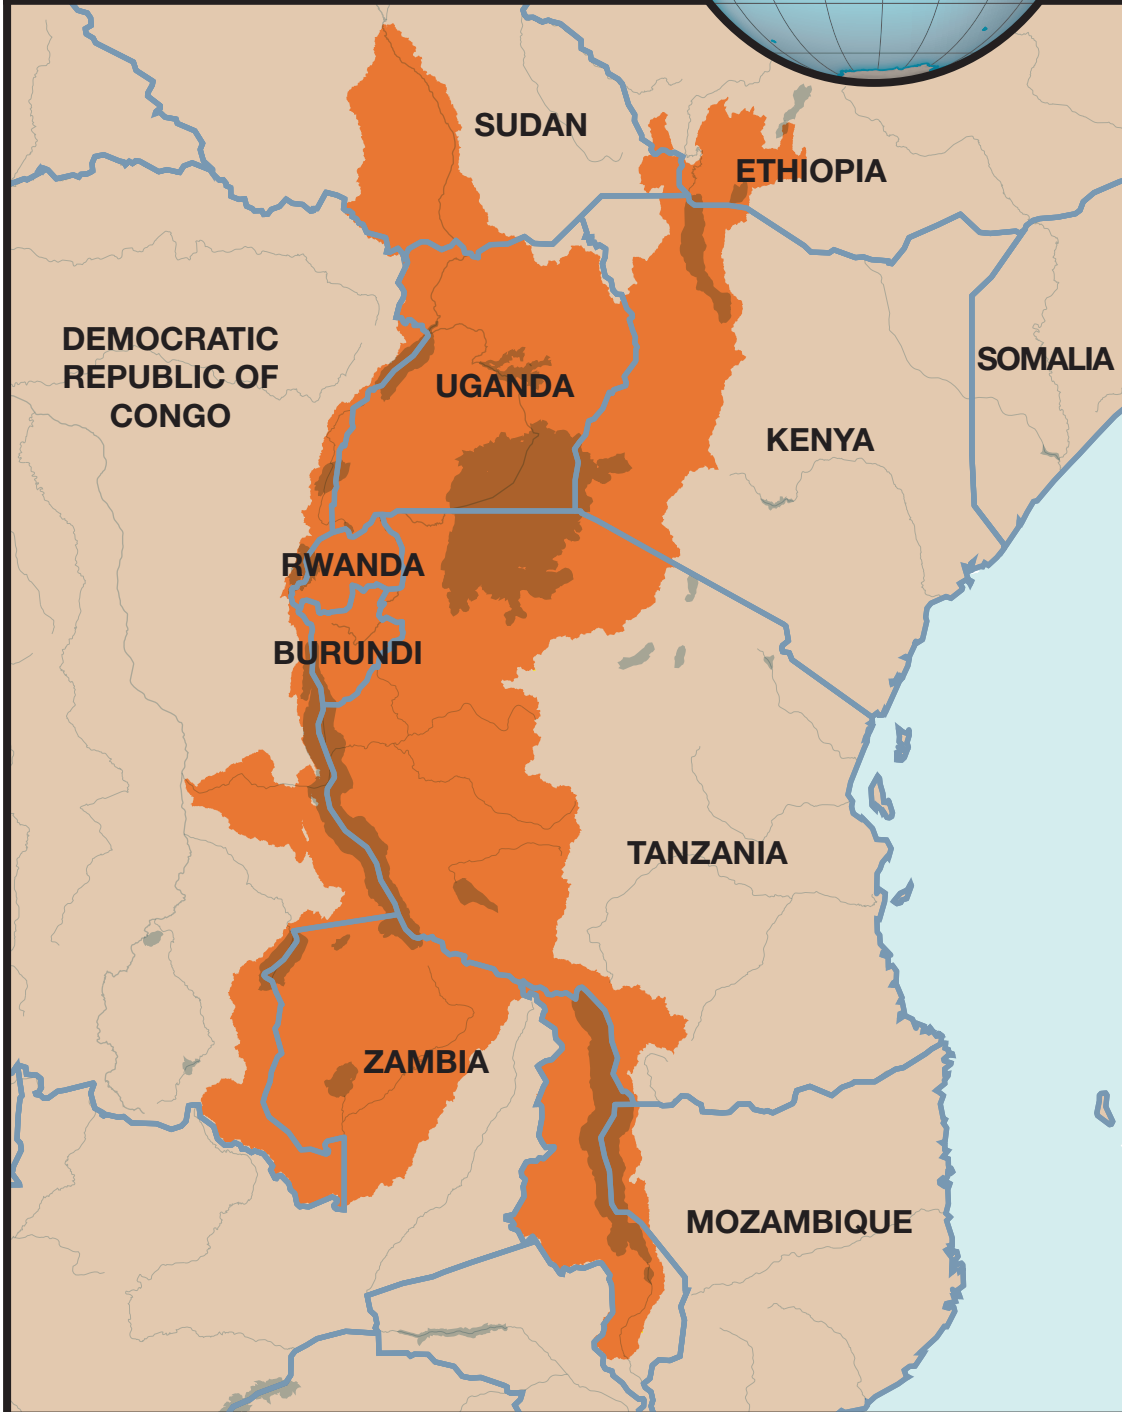 SUDAN
ETHIOPIA
DEMOCRATIC
REPUBLIC OF
CONGO
SOMALIA
UGANDA
KENYA
RWANDA
BURUNDI
TANZANIA
ZAMBIA
MOZAMBIQUE